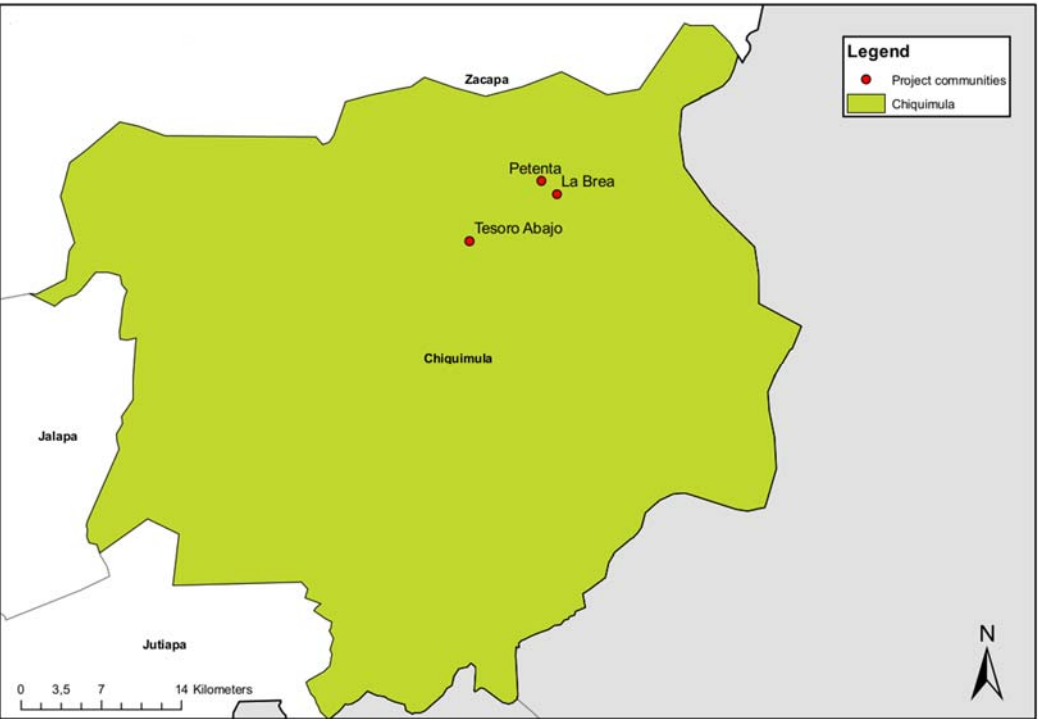 Legend
Project communities
Chiquimula
Zacapa
Petenta
La Brea
Tesoro Abajo
Chiquimula
Jalapa
Jutiapa
N
0 3,5 7 14 Kilometers